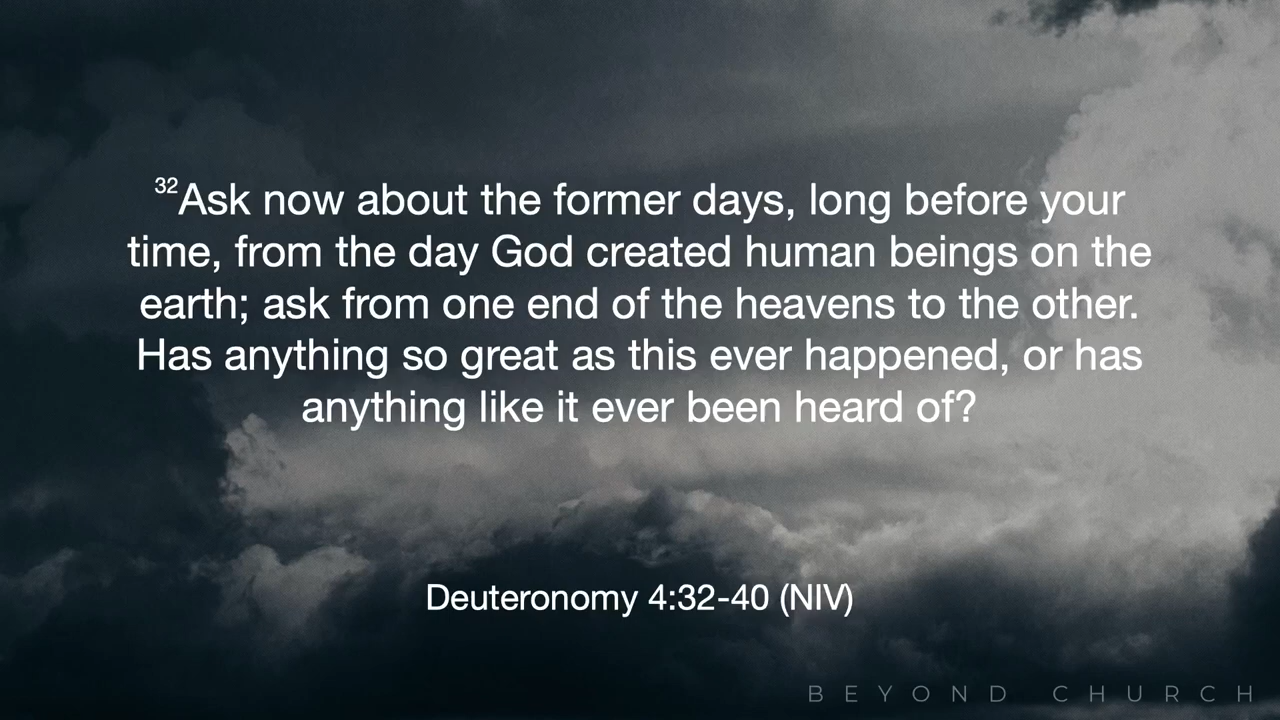 32Ask now about the former days, long before your
time, from the day God created human beings on the
earth; ask from one end of the heavens to the other.
Has anything so great as this ever happened, or has
anything like it ever been heard of?
Deuteronomy 4:32-40 (NIV)
BEYOND CHURCH